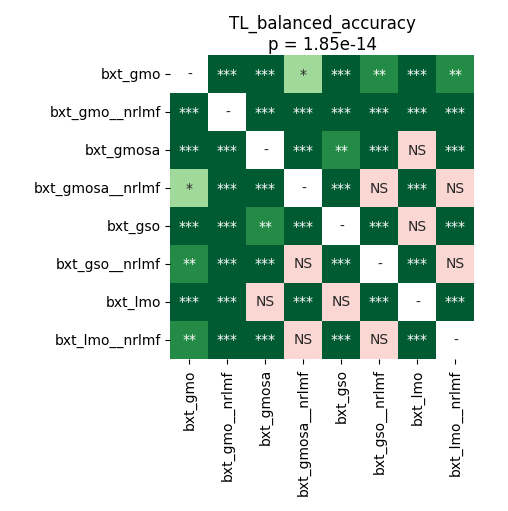 TL_balanced_accuracy
p = 1.85e-14
bxt_gmo - *** *** * *** ** *** **
bxt_gmo__nrlmf *** - *** *** *** *** *** ***
bxt_gmosa *** *** - *** ** *** NS ***
bxt_gmosa__nrlmf * *** *** - *** NS *** NS
bxt_gso *** *** ** *** - *** NS ***
bxt_gso__nrlmf ** *** *** NS *** - *** NS
bxt_lmo *** *** NS *** NS *** - ***
bxt_lmo__nrlmf ** *** *** NS *** NS *** -
bxt_gmo
bxt_gmo__nrlmf
bxt_gmosa
bxt_gmosa__nrlmf
bxt_gso
bxt_gso__nrlmf
bxt_lmo
bxt_lmo__nrlmf